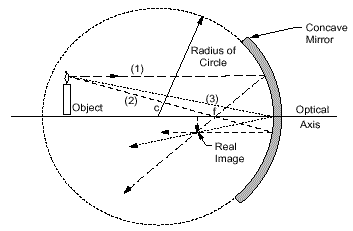 Concave
Mirror
Radius of
Circle
(1)
(2)
(3)
Object
c
f
Optical
Axis
Real
Image